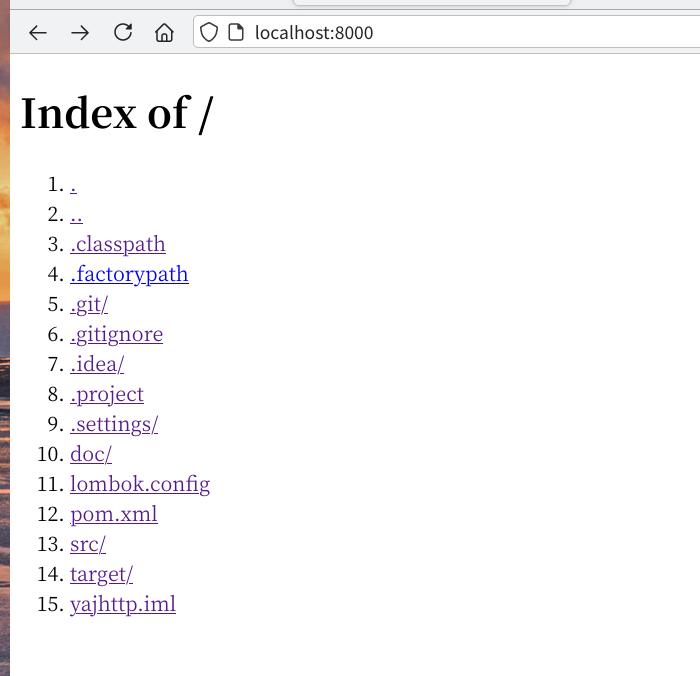 localhost:8000
Index of /
1. .
2. ..
3. .classpath
4. .factorypath
5. .git/
6. .gitignore
7. .idea/
8. .project
9. .settings/
10. doc/
11. lombok.config
12. pom.xml
13. src/
14. target/
15. yajhttp.iml